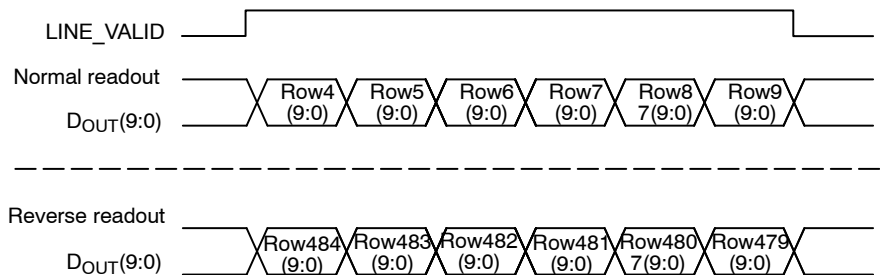 LINE_VALID
Normal readout
Row4 Row5 Row6 Row7 Row8 Row9
(9:0) (9:0) (9:0) (9:0) 7(9:0) (9:0)
DOUT(9:0)
Reverse readout
Row484 Row483 Row482 Row481 Row480 Row479
(9:0) (9:0) (9:0) (9:0) 7(9:0) (9:0)
DOUT(9:0)